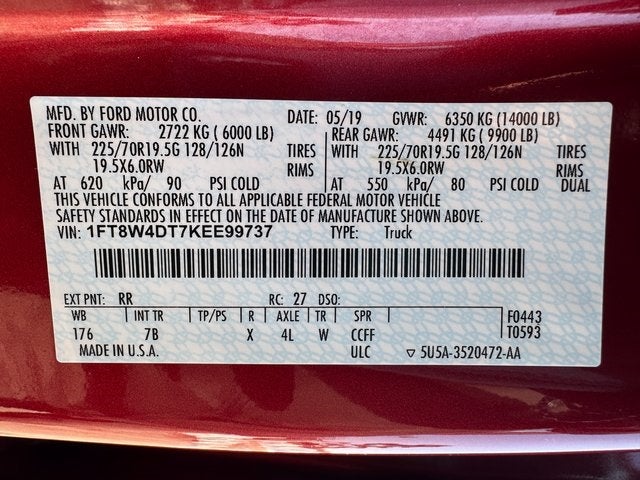 MFD. BY FORD MOTOR CO. DATE: 05/19 GVWR: 6350 KG (14000 LB)
FRONT GAWR: 2722 KG ( 6000 LB) REAR GAWR: 4491 KG ( 9900 LB)
WITH 225/70R19.5G 128/126N TIRES WITH 225/70R19.5G 128/126N TIRES
19.5X6.0RW RIMS 19.5X6.0RW RIMS
AT 620 kPa/ 90 PSI COLD AT 550 kPa/ 80 PSI COLD DUAL
THIS VEHICLE CONFORMS TO ALL APPLICABLE FEDERAL MOTOR VEHICLE
SAFETY STANDARDS IN EFFECT ON THE DATE OF MANUFACTURE SHOWN ABOVE.
VIN: 1FT8W4DT7KEE99737 TYPE: Truck
EXT PNT: RR RC: 27 DSO:
WB INT TR TP/PS R AXLE TR SPR F0443
176 7B X 4L W CCFF T0593
MADE IN U.S.A. ULC ▽ 5U5A-3520472-AA